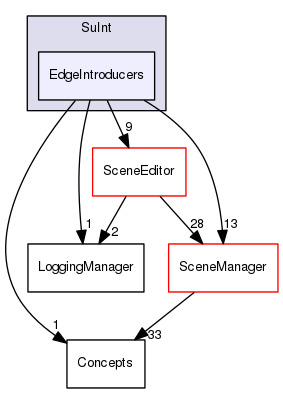 SuInt
EdgeIntroducers
9
SceneEditor
1
2
28
13
LoggingManager
SceneManager
1
33
Concepts